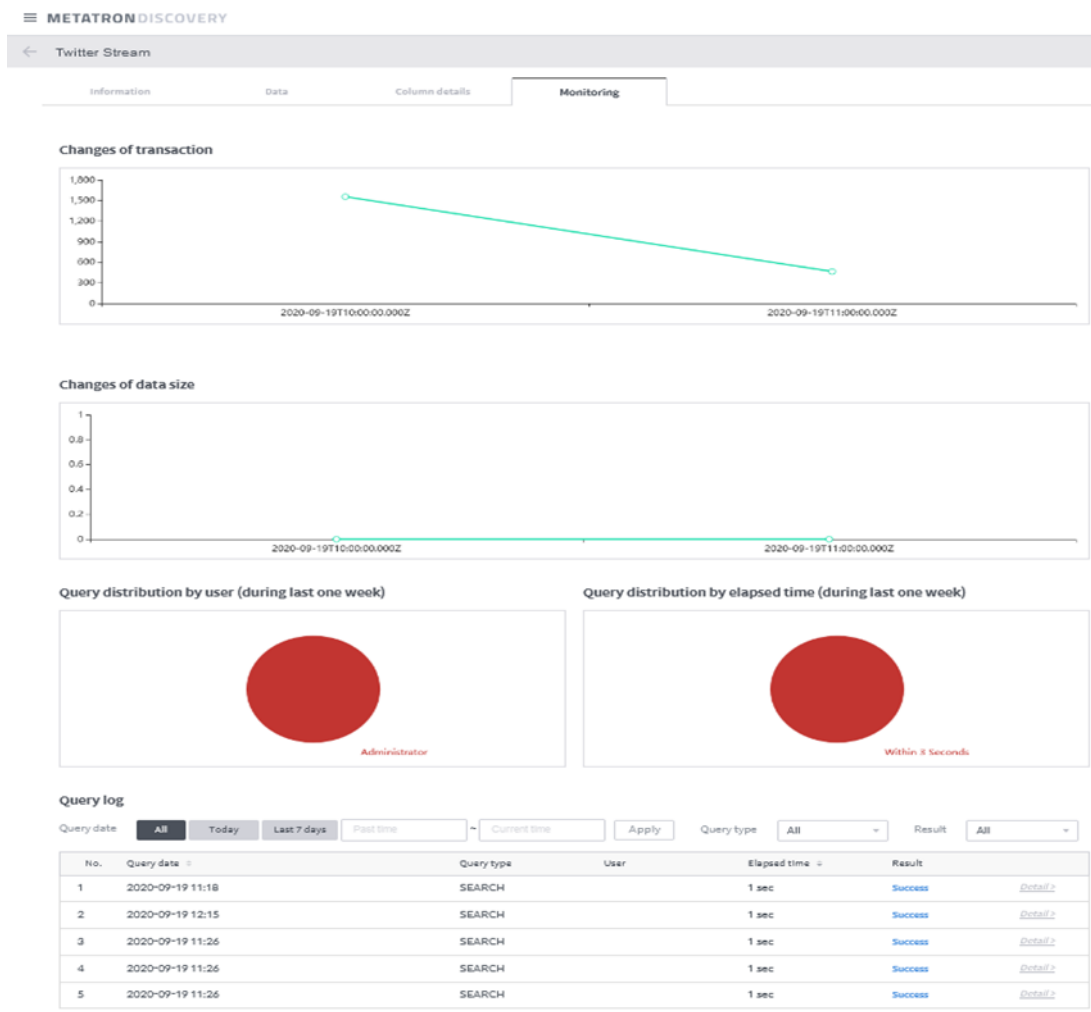 METATRONDISCOVERY
Twitter Stream
Information Data Column details Monitoring
Changes of transaction
1,800
1,500
1,200
900
600
300
0
2020-09-19T10:00:00.000Z 2020-09-19T11:00:00.000Z
Changes of data size
1
0.8
0.6
0.4
0.2
0
2020-09-19T10:00:00.000Z 2020-09-19T11:00:00.000Z
Query distribution by user (during last one week) Query distribution by elapsed time (during last one week)
Administrator Within 3 Seconds
Query log
Query date All Today Last 7 days Past time ~ Current time Apply Query type All Result All
No. Query date Query type User Elapsed time Result
1 2020-09-19 11:18 SEARCH 1 sec Success Detail >
2 2020-09-19 12:15 SEARCH 1 sec Success Detail >
3 2020-09-19 11:26 SEARCH 1 sec Success Detail >
4 2020-09-19 11:26 SEARCH 1 sec Success Detail >
5 2020-09-19 11:26 SEARCH 1 sec Success Detail >